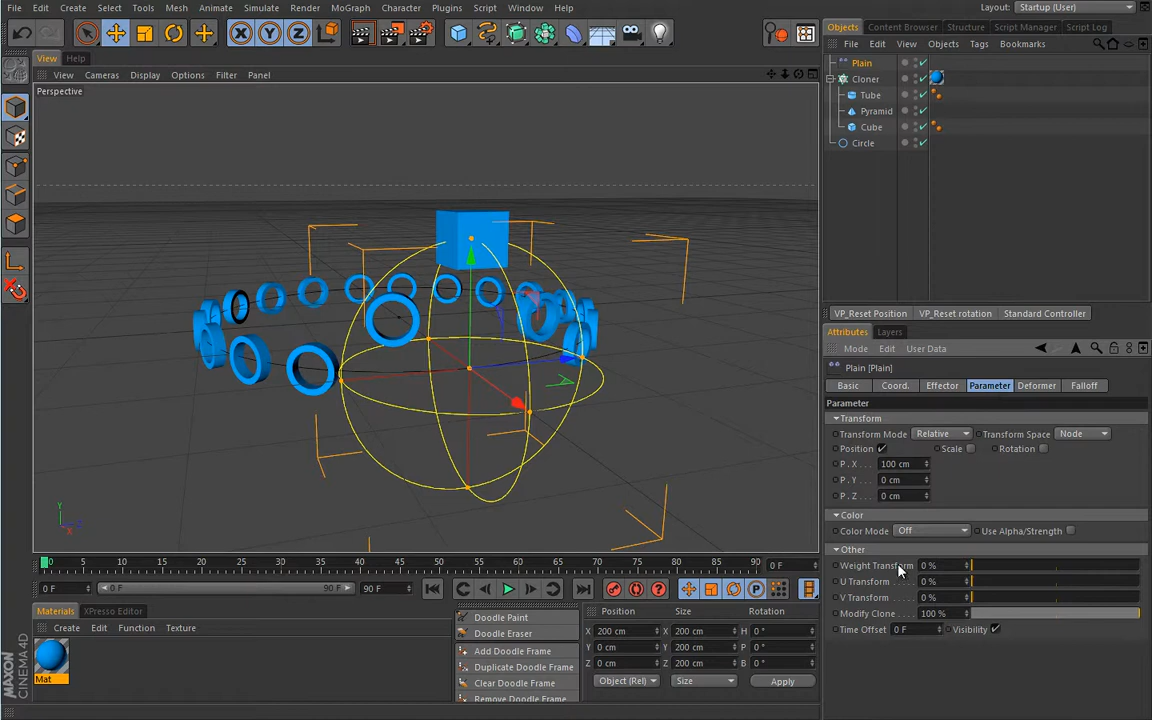 File Edit Create Select Tools Mesh Animate Simulate Render MoGraph Character Plugins Script Window Help Layout: Startup (User)
X Y Z
Objects Content Browser Structure Script Manager Script Log
File Edit View Objects Tags Bookmarks
View Help
View Cameras Display Options Filter Panel
Perspective
Plain
Cloner
Tube
Pyramid
Cube
Circle
VP_Reset Position VP_Reset rotation Standard Controller
Attributes Layers
Mode Edit User Data
Plain [Plain]
Basic Coord. Effector Parameter Deformer Falloff
Parameter
Transform
Transform Mode Relative Transform Space Node
Position Scale Rotation
P . X . . . 100 cm
P . Y . . . 0 cm
P . Z . . . 0 cm
Color
Color Mode Off Use Alpha/Strength
Other
Weight Transform 0 %
U Transform 0 %
V Transform 0 %
Modify Clone 100 %
Time Offset 0 F Visibility
Y
X
0 5 10 15 20 25 30 35 40 45 50 55 60 65 70 75 80 85 90 0 F
0 F 0 F 90 F 90 F
P
Materials XPresso Editor
Create Edit Function Texture
Mat
Doodle Paint
Doodle Eraser
Add Doodle Frame
Duplicate Doodle Frame
Clear Doodle Frame
Remove Doodle Frame
Position Size Rotation
X 200 cm X 200 cm H 0 °
Y 0 cm Y 200 cm P 0 °
Z 0 cm Z 200 cm B 0 °
Object (Rel) Size Apply
MAXON
CINEMA 4D